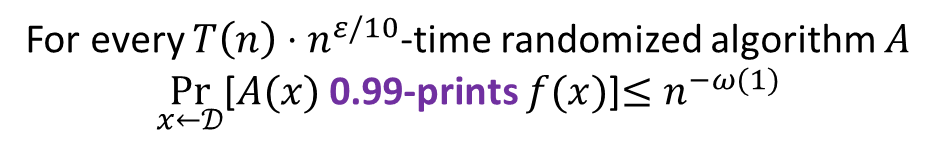 For every T(n) · n^{ε/10}-time randomized algorithm A
Pr_{x←𝒟}[A(x) 0.99-prints f(x)]≤ n^{−ω(1)}